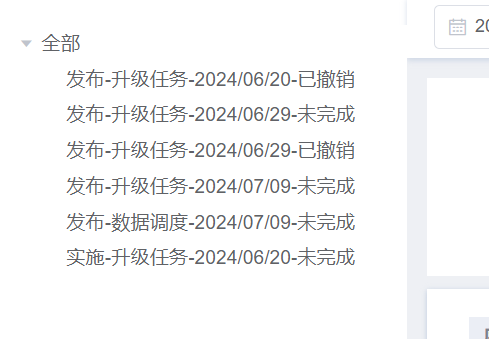 全部
发布-升级任务-2024/06/20-已撤销
发布-升级任务-2024/06/29-未完成
发布-升级任务-2024/06/29-已撤销
发布-升级任务-2024/07/09-未完成
发布-数据调度-2024/07/09-未完成
实施-升级任务-2024/06/20-未完成
20